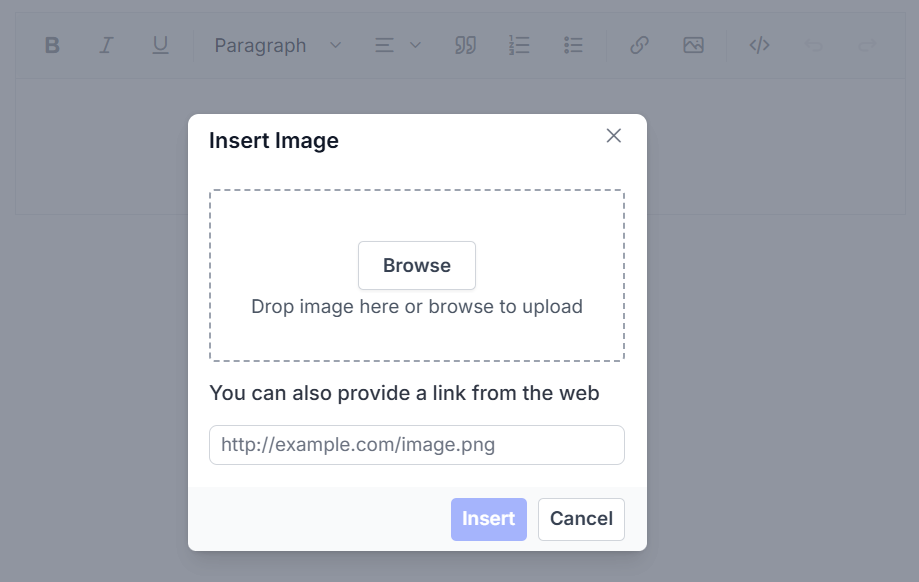 B I U Paragraph
Insert Image
Browse
Drop image here or browse to upload
You can also provide a link from the web
http://example.com/image.png
Insert Cancel